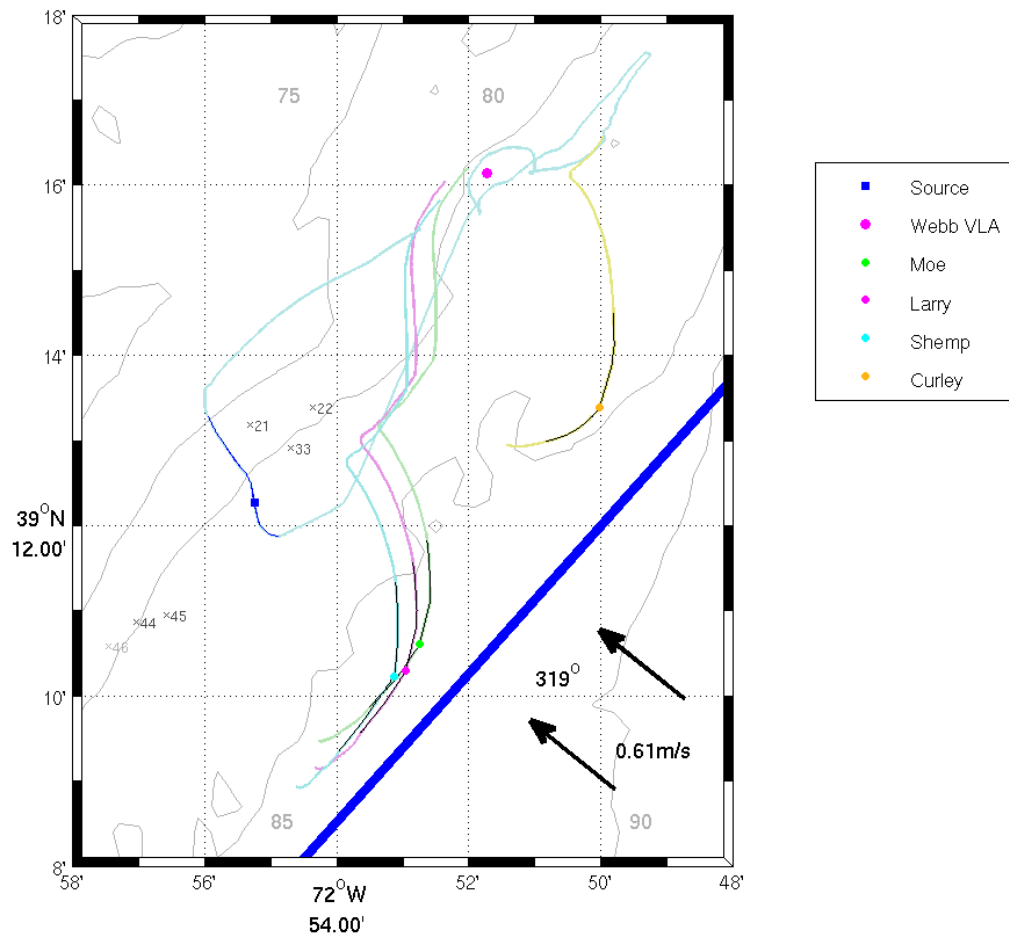 18'
75
80
Source
Webb VLA
Moe
Larry
Shemp
Curley
16'
14'
×22
×21
×33
39°N
12.00'
×44
×45
×46
319°
10'
0.61m/s
85
90
8'
58'
56'
72°W
54.00'
52'
50'
48'